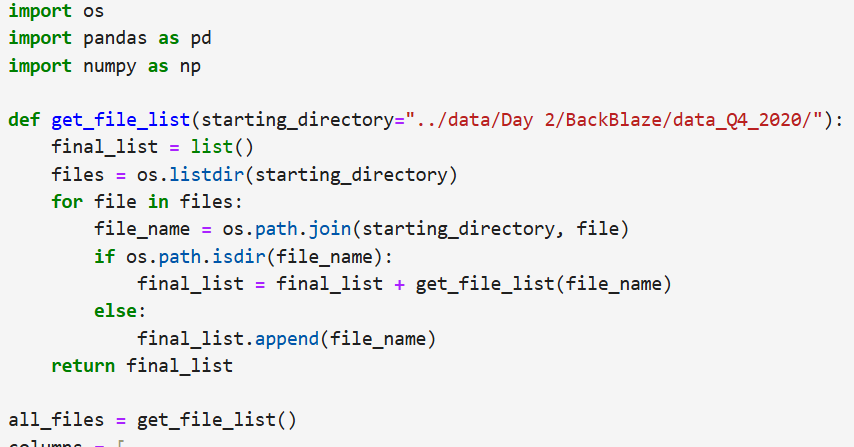 import os
import pandas as pd
import numpy as np
def get_file_list(starting_directory="../data/Day 2/BackBlaze/data_Q4_2020/"):
    final_list = list()
    files = os.listdir(starting_directory)
    for file in files:
        file_name = os.path.join(starting_directory, file)
        if os.path.isdir(file_name):
            final_list = final_list + get_file_list(file_name)
        else:
            final_list.append(file_name)
    return final_list
all_files = get_file_list()
columns = [